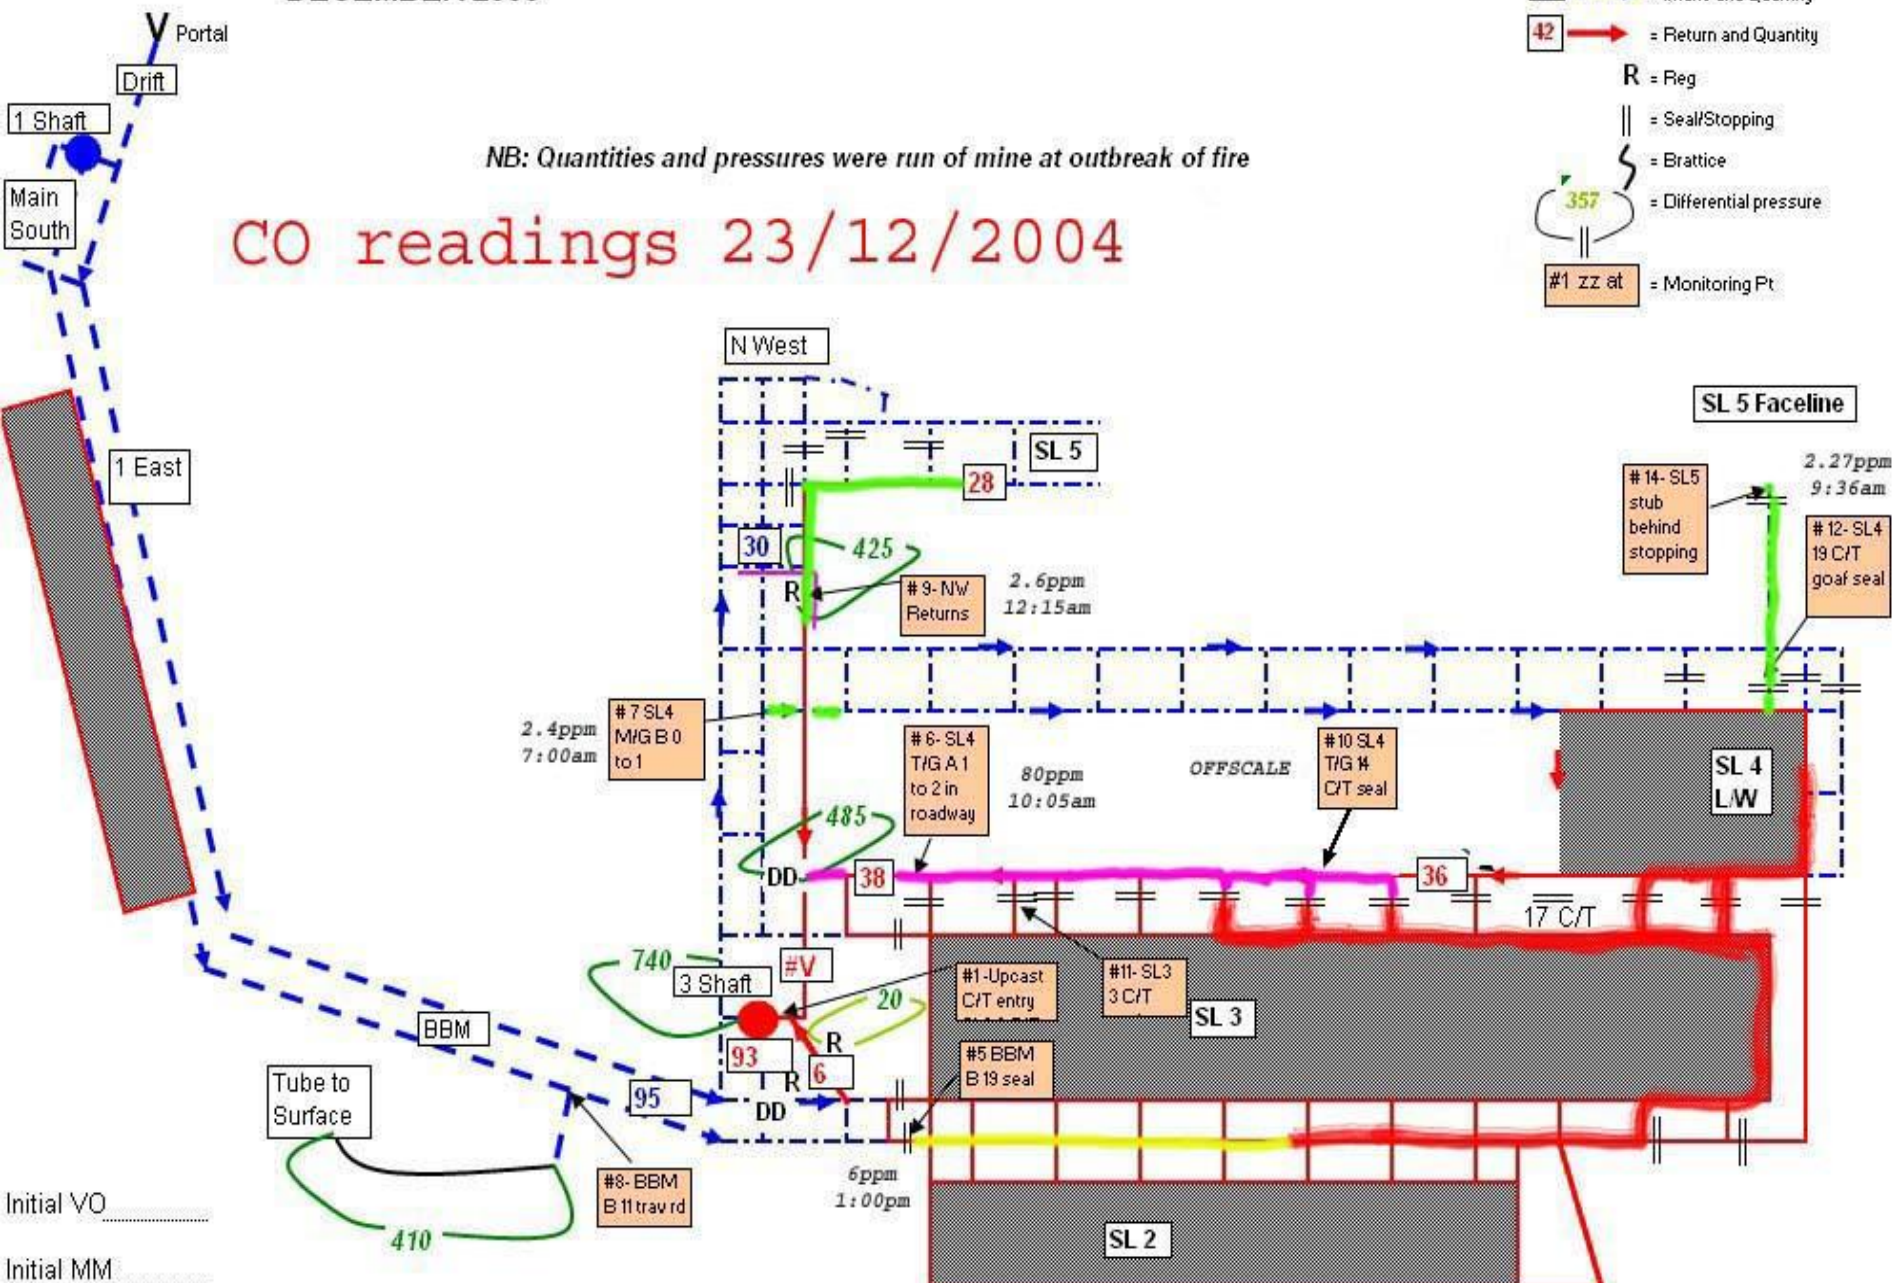 V Portal
Drift
1 Shaft
Main
South
1 East
NB: Quantities and pressures were run of mine at outbreak of fire
CO readings 23/12/2004
42 = Return and Quantity
R = Reg
= Seal/Stopping
= Brattice
357 = Differential pressure
#1 zz at = Monitoring Pt
N West
SL 5
28
30
425
R
# 9- NW
Returns
2.6ppm
12:15am
SL 5 Faceline
# 14- SL5
stub
behind
stopping
2.27ppm
9:36am
# 12- SL4
19 C/T
goaf seal
2.4ppm
7:00am
# 7 SL4
M/G B 0
to 1
# 6- SL4
T/G A 1
to 2 in
roadway
80ppm
10:05am
OFFSCALE
#10 SL4
T/G 14
C/T seal
SL 4
L/W
485
DD
38
36
17 C/T
740
3 Shaft
#V
#1-Upcast
C/T entry
#11- SL3
3 C/T
SL 3
20
93
R
R
6
DD
#5 BBM
B 19 seal
BBM
95
Tube to
Surface
410
#8- BBM
B 11 trav rd
6ppm
1:00pm
SL 2
Initial VO
Initial MM